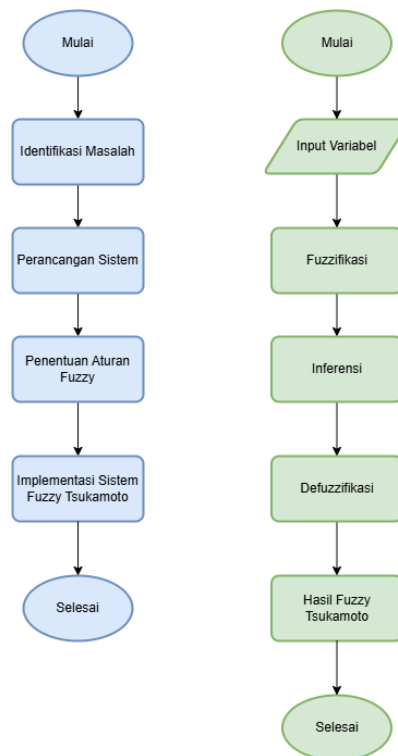 Mulai
Identifikasi Masalah
Perancangan Sistem
Penentuan Aturan
Fuzzy
Implementasi Sistem
Fuzzy Tsukamoto
Selesai
Mulai
Input Variabel
Fuzzifikasi
Inferensi
Defuzzifikasi
Hasil Fuzzy
Tsukamoto
Selesai